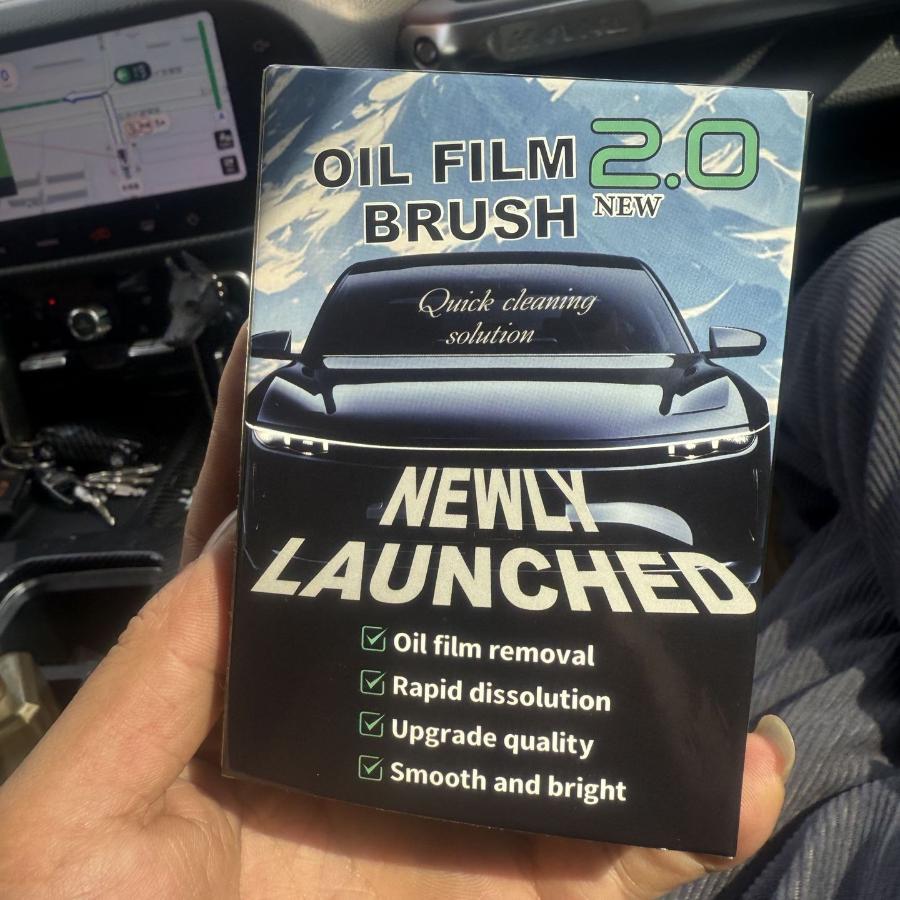 OIL FILM 2.0
BRUSH NEW
Quick cleaning
solution
NEWLY
LAUNCHED
Oil film removal
Rapid dissolution
Upgrade quality
Smooth and bright